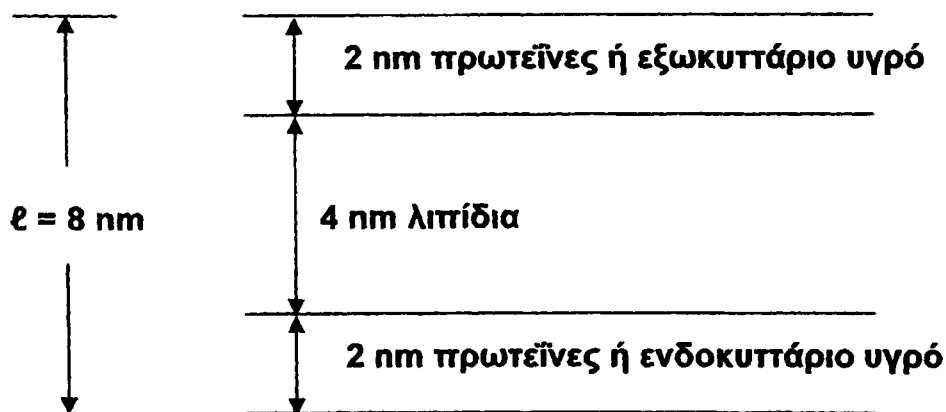 2 nm πρωτεΐνες ή εξωκυττάριο υγρό
ℓ = 8 nm
4 nm λιπίδια
2 nm πρωτεΐνες ή ενδοκυττάριο υγρό